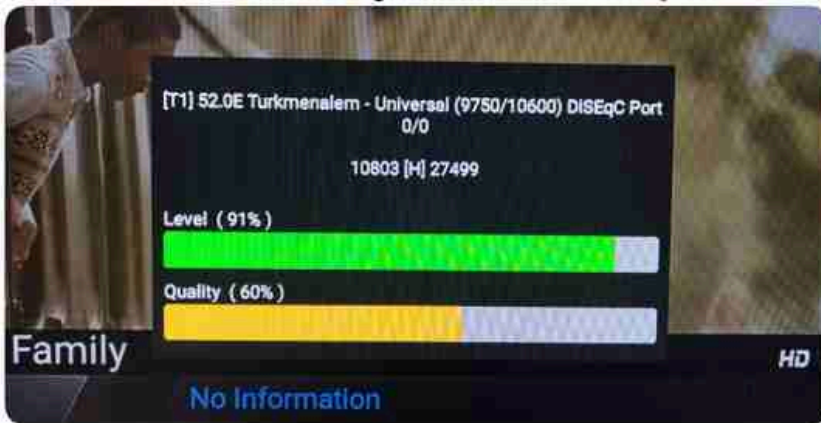 [T1] 52.0E Turkmenalem - Universal (9750/10600) DiSEqC Port
0/0
10803 [H] 27499
Level ( 91% )
Quality ( 60% )
Family
HD
No Information